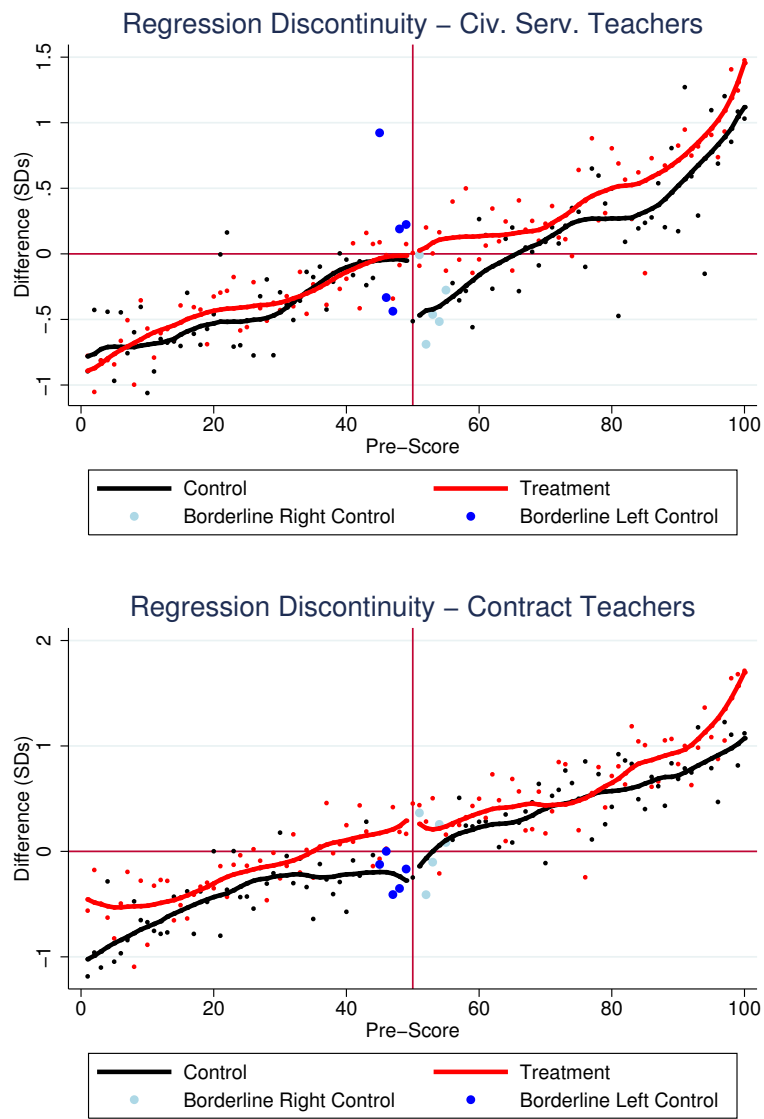 Regression Discontinuity − Civ. Serv. Teachers
Difference (SDs)
1.5
1
.5
0
−.5
−1
0 20 40 60 80 100
Pre−Score
Control Treatment
Borderline Right Control Borderline Left Control
Regression Discontinuity − Contract Teachers
Difference (SDs)
2
1
0
−1
0 20 40 60 80 100
Pre−Score
Control Treatment
Borderline Right Control Borderline Left Control